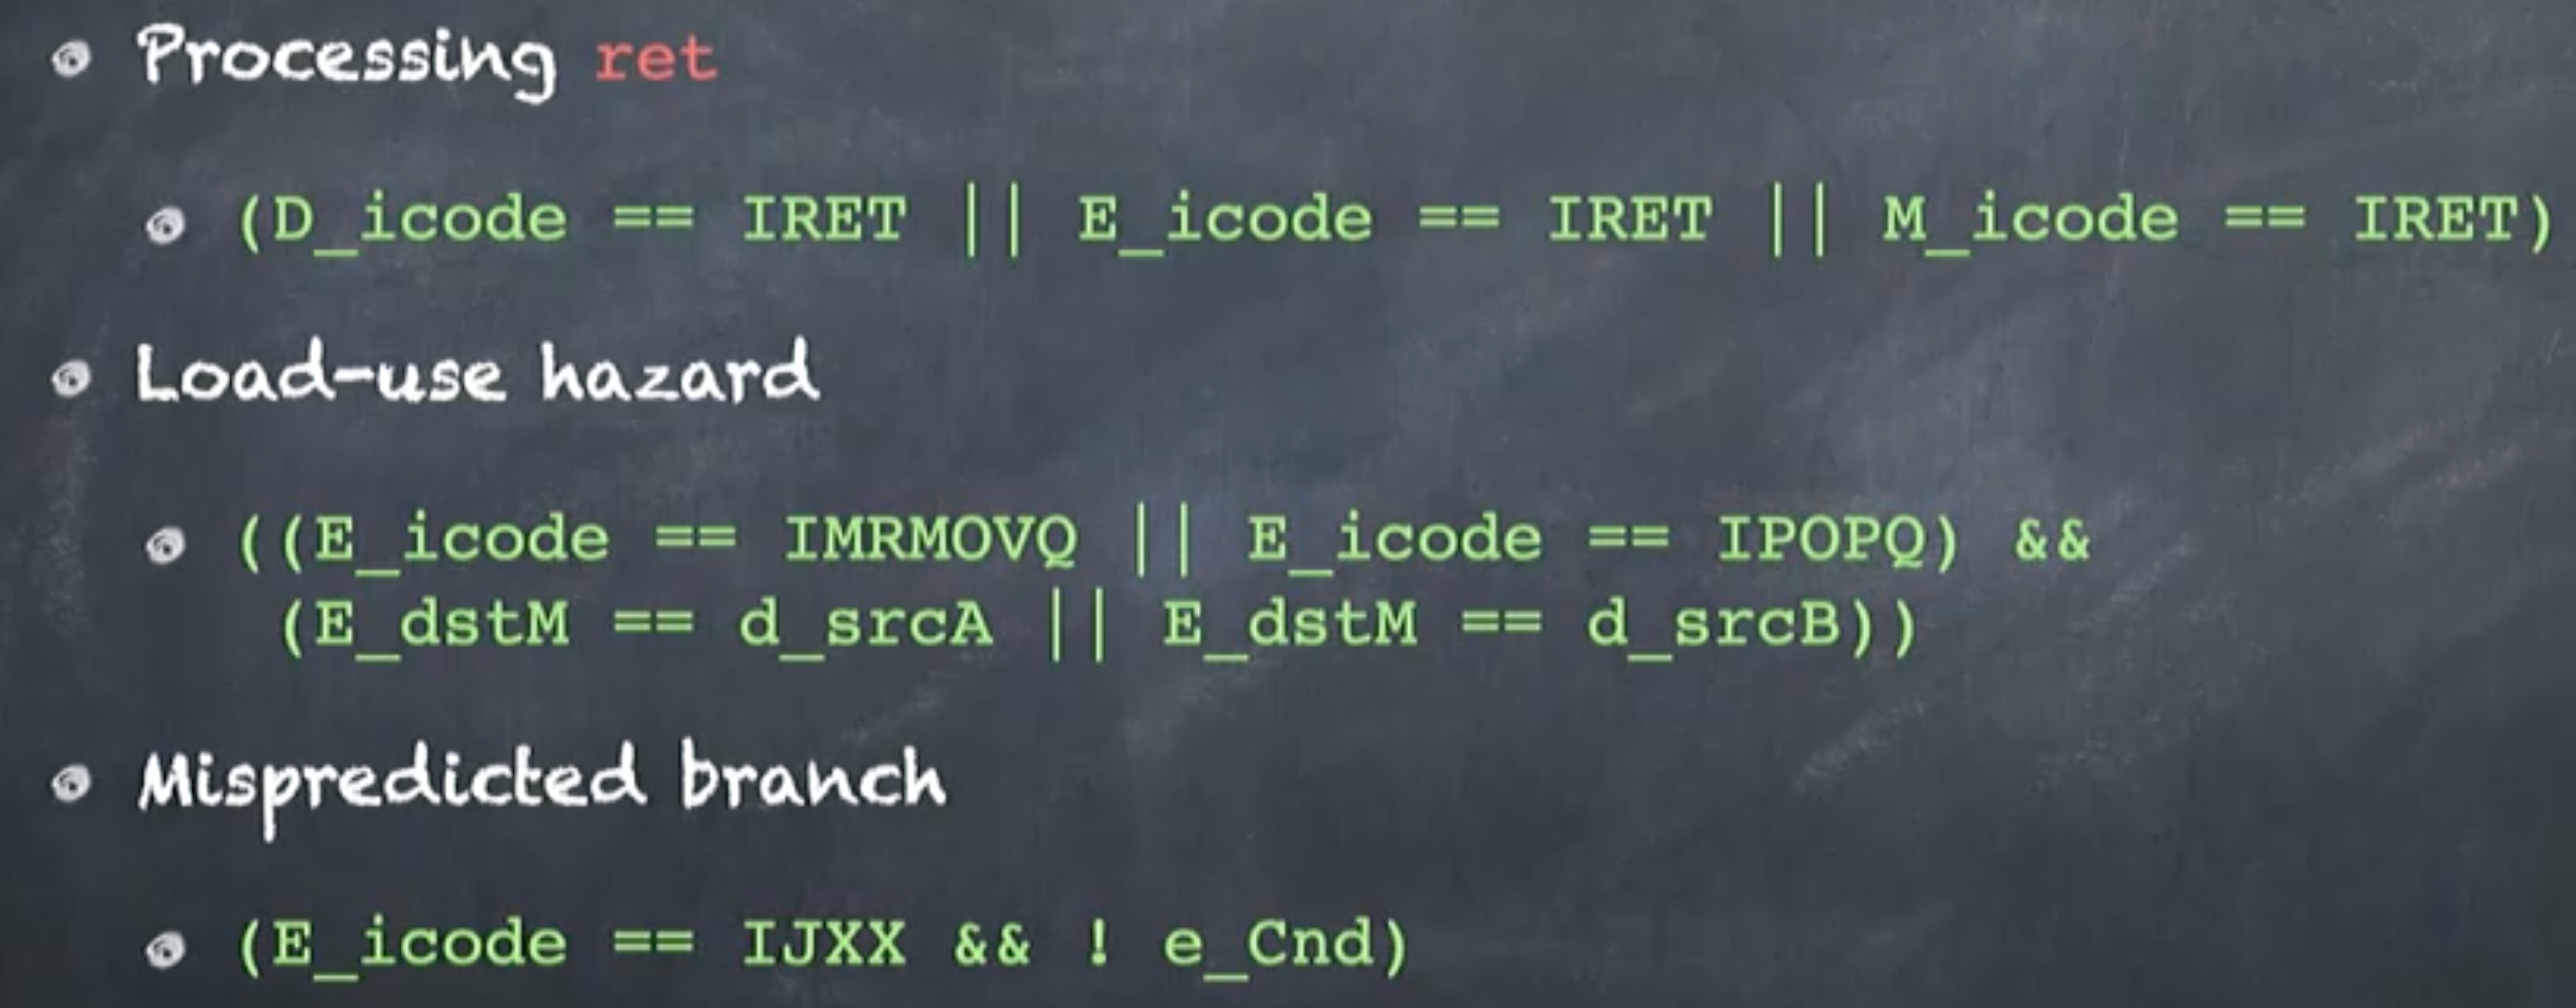 Processing ret
(D_icode == IRET || E_icode == IRET || M_icode == IRET)
Load-use hazard
((E_icode == IMRMOVQ || E_icode == IPOPQ) &&
(E_dstM == d_srcA || E_dstM == d_srcB))
Mispredicted branch
(E_icode == IJXX && ! e_Cnd)